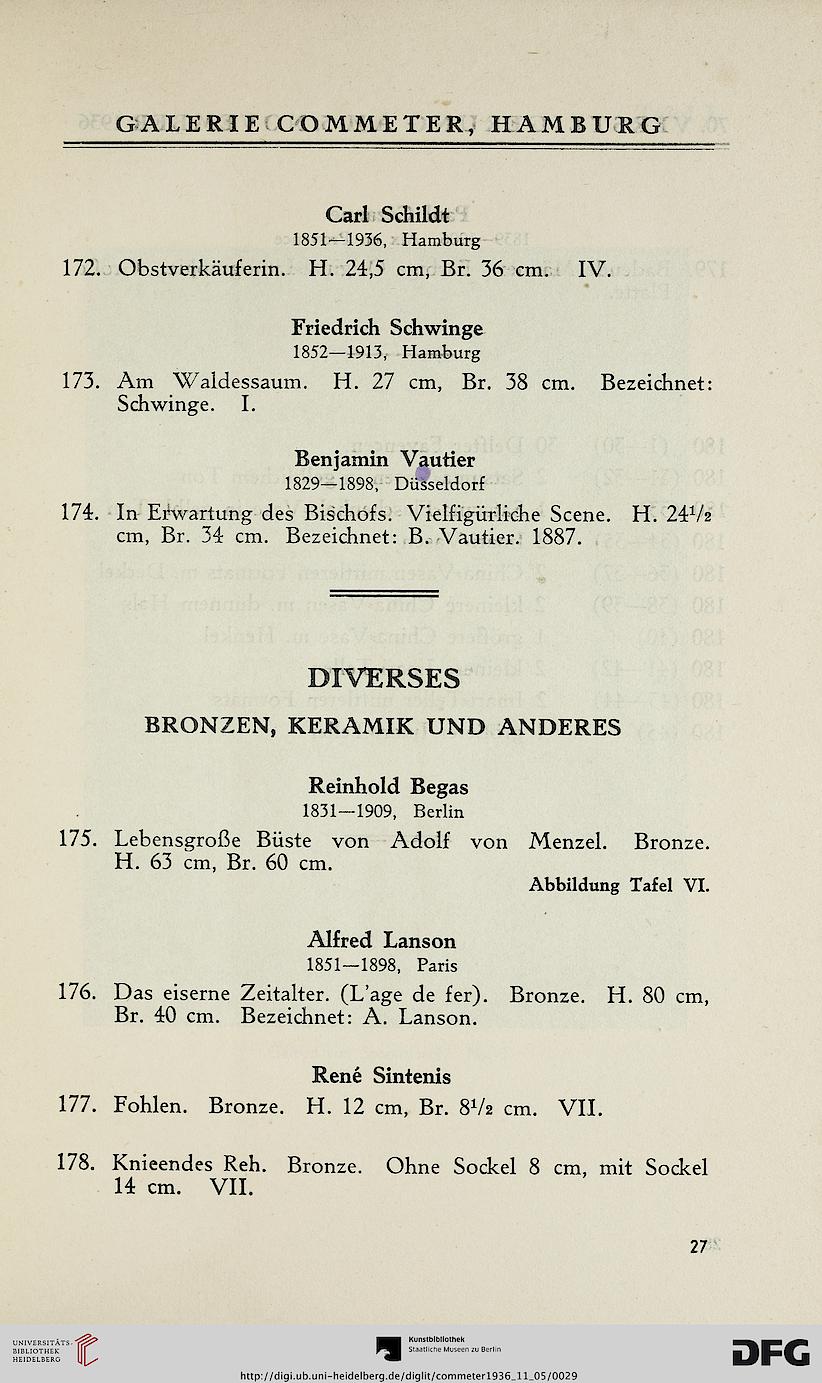 GALERIE COMMETER, HAMBURG
Carl Schildt
1851—1936, Hamburg
172. Obstverkäuferin. H. 24,5 cm, Br. 36 cm. IV.
Friedrich Schwinge
1852—1913, Hamburg
173. Am Waldessaum. H. 27 cm, Br. 38 cm. Bezeichnet:
Schwinge. I.
Benjamin Vautier
1829—1898, Düsseldorf
174. In Erwartung des Bischofs. Vielfigürliche Scene. H. 24¹/₂
cm, Br. 34 cm. Bezeichnet: B. Vautier. 1887.
DIVERSES
BRONZEN, KERAMIK UND ANDERES
Reinhold Begas
1831—1909, Berlin
175. Lebensgroße Büste von Adolf von Menzel. Bronze.
H. 63 cm, Br. 60 cm.
Abbildung Tafel VI.
Alfred Lanson
1851—1898, Paris
176. Das eiserne Zeitalter. (L'age de fer). Bronze. H. 80 cm,
Br. 40 cm. Bezeichnet: A. Lanson.
René Sintenis
177. Fohlen. Bronze. H. 12 cm, Br. 8¹/₂ cm. VII.
178. Knieendes Reh. Bronze. Ohne Sockel 8 cm, mit Sockel
14 cm. VII.
27
UNIVERSITÄTS-
BIBLIOTHEK
HEIDELBERG
Kunstbibliothek
Staatliche Museen zu Berlin
DFG
http://digi.ub.uni-heidelberg.de/diglit/commeter1936_11_05/0029